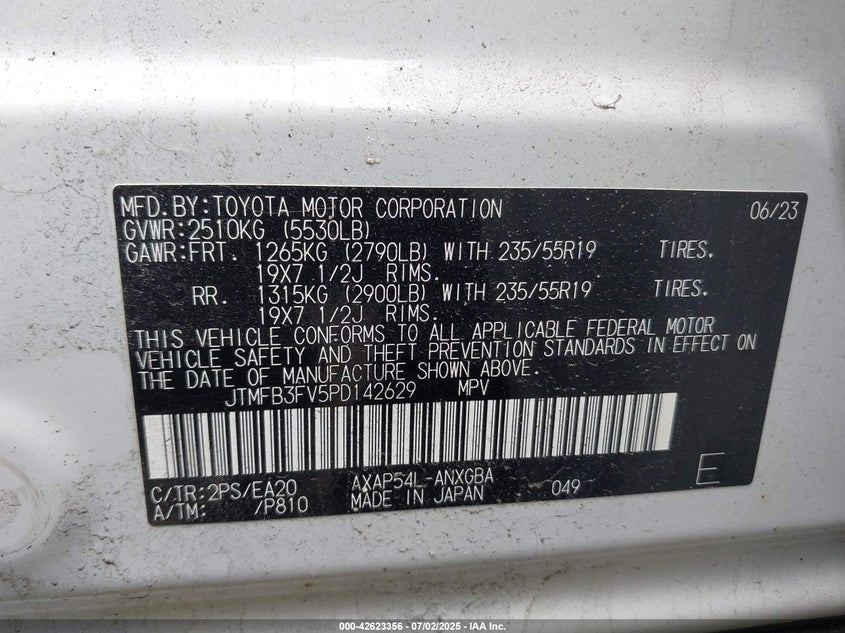 MFD.BY:TOYOTA MOTOR CORPORATION 06/23
GVWR:2510KG (5530LB)
GAWR:FRT. 1265KG (2790LB) WITH 235/55R19 TIRES.
19X7 1/2J RIMS.
RR. 1315KG (2900LB) WITH 235/55R19 TIRES.
19X7 1/2J RIMS.
THIS VEHICLE CONFORMS TO ALL APPLICABLE FEDERAL MOTOR
VEHICLE SAFETY AND THEFT PREVENTION STANDARDS IN EFFECT ON
THE DATE OF MANUFACTURE SHOWN ABOVE.
JTMFB3FV5PD142629 MPV
C/TR:2PS/EA20 AXAP54L-ANXGBA E
A/TM: /P810 MADE IN JAPAN 049
000-42623356 - 07/02/2025 - IAA Inc.